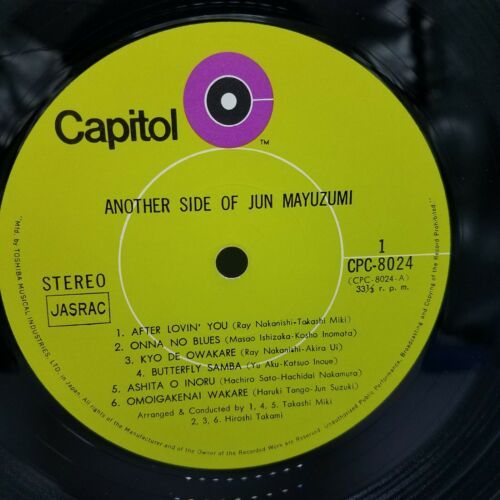 Capitol
TM
ANOTHER SIDE OF JUN MAYUZUMI
1
CPC-8024
(CPC-8024-A)
33⅓ r. p. m.
STEREO
JASRAC
1. AFTER LOVIN' YOU (Ray Nakanishi-Takashi Miki)
2. ONNA NO BLUES (Masao Ishizaka-Kosho Inomata)
3. KYO DE OWAKARE (Ray Nakanishi-Akira Ui)
4. BUTTERFLY SAMBA (Yu Aku-Katsuo Inoue)
5. ASHITA O INORU (Hachiro Sato-Hachidai Nakamura)
6. OMOIGAKENAI WAKARE (Haruki Tango-Jun Suzuki)
Arranged & Conducted by 1, 4, 5. Takashi Miki
2, 3, 6. Hiroshi Takami
"Mfd. by TOSHIBA MUSICAL INDUSTRIES, LTD. in Japan. All rights of the Manufacturer and of the Owner of the Recorded Work are Reserved. Unauthorized Public Performance, Broadcasting and Copying of the Record Prohibited."